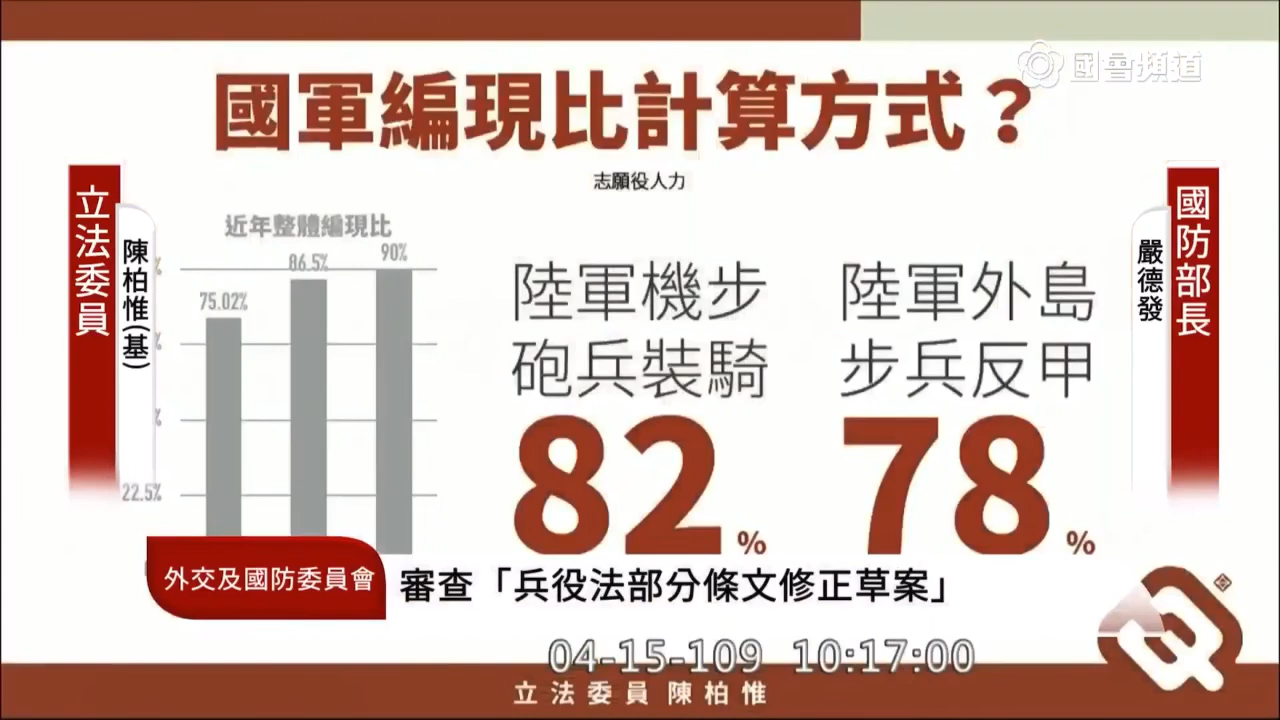 國會頻道
國軍編現比計算方式？
志願役人力
立法委員
陳柏惟(基)
國防部長
嚴德發
近年整體編現比
75.02%
86.5%
90%
%
%
%
22.5%
陸軍機步
砲兵裝騎
82%
陸軍外島
步兵反甲
78%
外交及國防委員會
審查「兵役法部分條文修正草案」
04-15-109 10:17:00
立法委員 陳柏惟